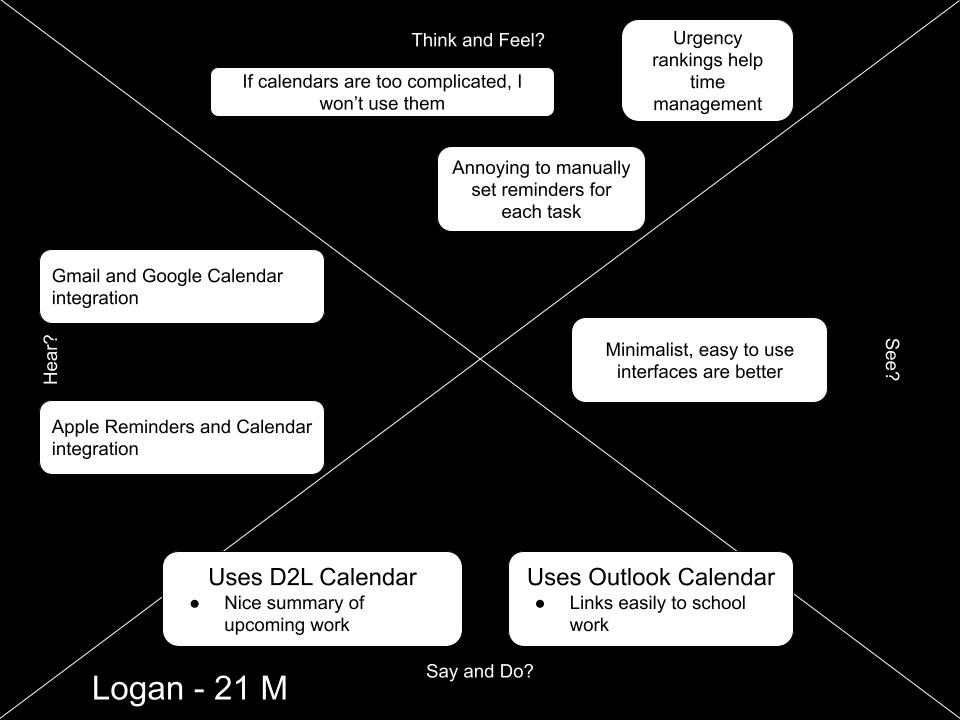 Think and Feel?
Urgency
rankings help
time
management
If calendars are too complicated, I
won’t use them
Annoying to manually
set reminders for
each task
Gmail and Google Calendar
integration
Hear?
Apple Reminders and Calendar
integration
Minimalist, easy to use
interfaces are better
See?
Uses D2L Calendar
● Nice summary of
upcoming work
Uses Outlook Calendar
● Links easily to school
work
Say and Do?
Logan - 21 M